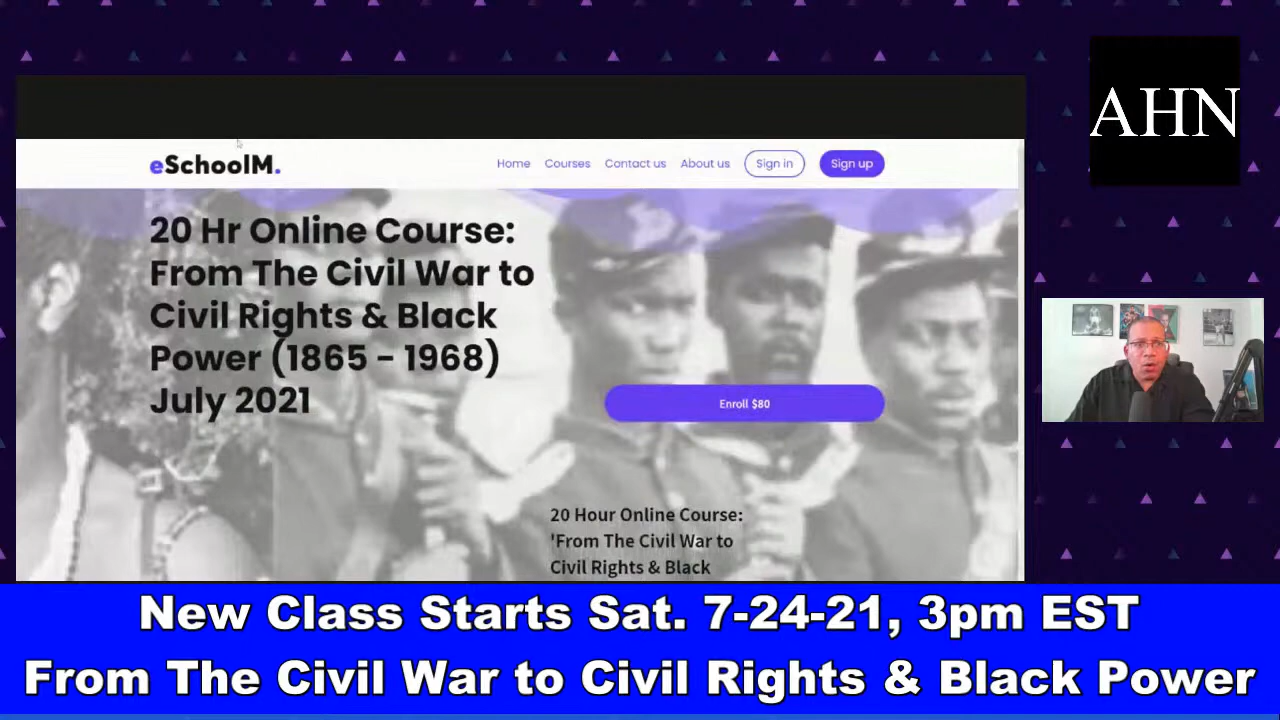 AHN
eSchoolM.
Home Courses Contact us About us Sign in Sign up
20 Hr Online Course:
From The Civil War to
Civil Rights & Black
Power (1865 - 1968)
July 2021
Enroll $80
20 Hour Online Course:
'From The Civil War to
Civil Rights & Black
New Class Starts Sat. 7-24-21, 3pm EST
From The Civil War to Civil Rights & Black Power